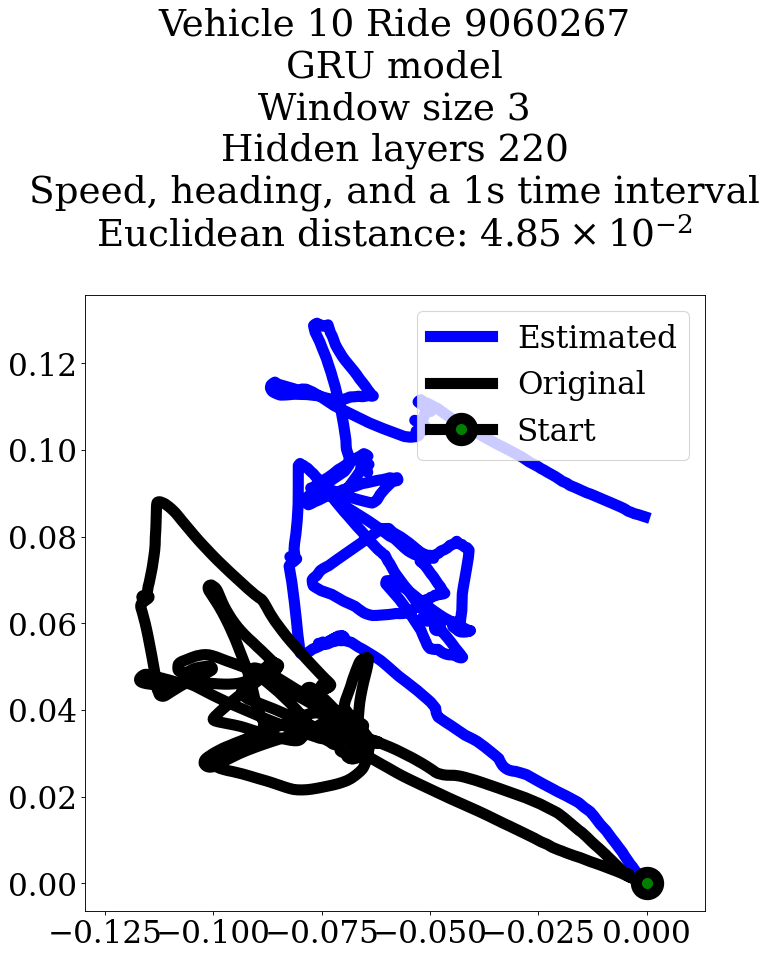 Vehicle 10 Ride 9060267
GRU model
Window size 3
Hidden layers 220
Speed, heading, and a 1s time interval
Euclidean distance: 4.85 × 10⁻²
Estimated
Original
Start
0.12
0.10
0.08
0.06
0.04
0.02
0.00
−0.125 −0.100 −0.075 −0.050 −0.025 0.000